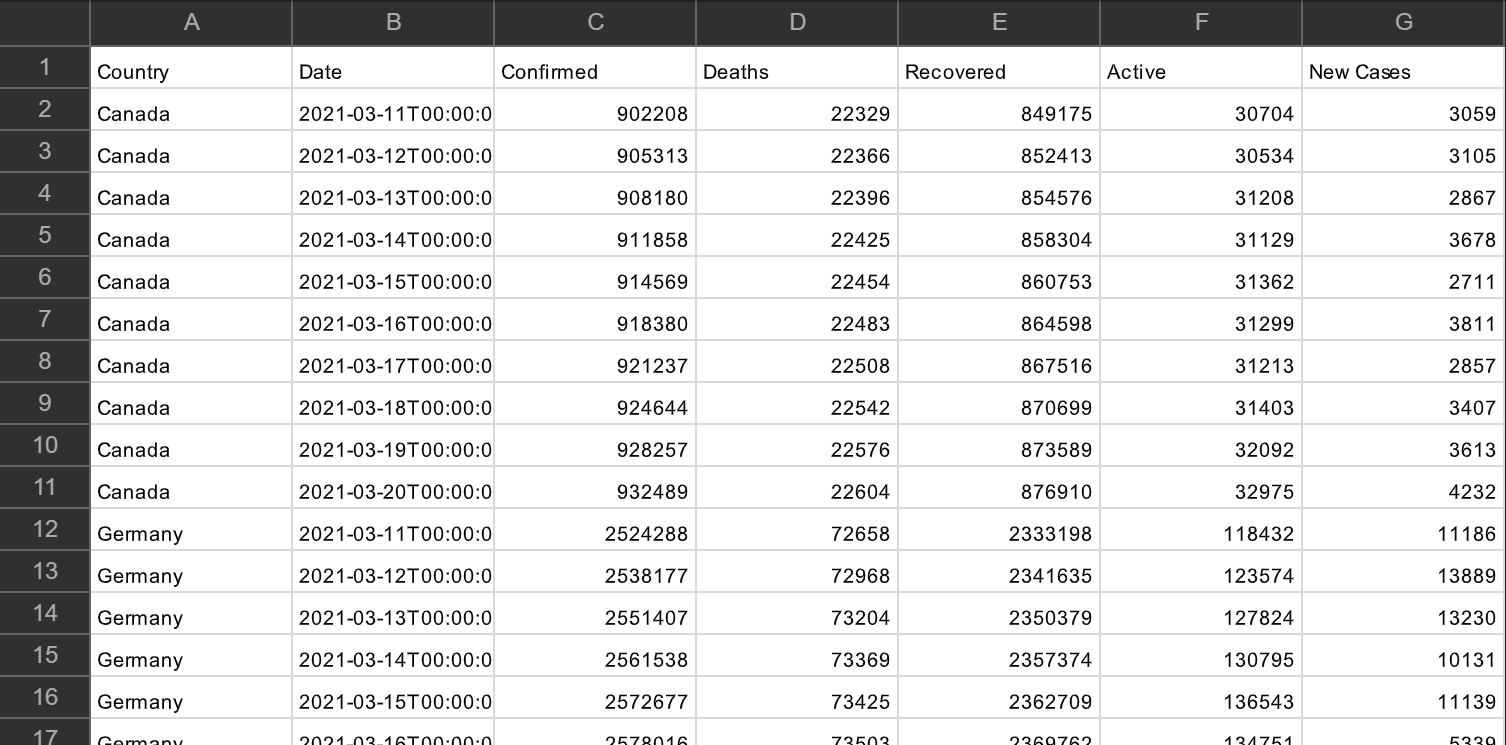 A B C D E F G
1 Country Date Confirmed Deaths Recovered Active New Cases
2 Canada 2021-03-11T00:00:0 902208 22329 849175 30704 3059
3 Canada 2021-03-12T00:00:0 905313 22366 852413 30534 3105
4 Canada 2021-03-13T00:00:0 908180 22396 854576 31208 2867
5 Canada 2021-03-14T00:00:0 911858 22425 858304 31129 3678
6 Canada 2021-03-15T00:00:0 914569 22454 860753 31362 2711
7 Canada 2021-03-16T00:00:0 918380 22483 864598 31299 3811
8 Canada 2021-03-17T00:00:0 921237 22508 867516 31213 2857
9 Canada 2021-03-18T00:00:0 924644 22542 870699 31403 3407
10 Canada 2021-03-19T00:00:0 928257 22576 873589 32092 3613
11 Canada 2021-03-20T00:00:0 932489 22604 876910 32975 4232
12 Germany 2021-03-11T00:00:0 2524288 72658 2333198 118432 11186
13 Germany 2021-03-12T00:00:0 2538177 72968 2341635 123574 13889
14 Germany 2021-03-13T00:00:0 2551407 73204 2350379 127824 13230
15 Germany 2021-03-14T00:00:0 2561538 73369 2357374 130795 10131
16 Germany 2021-03-15T00:00:0 2572677 73425 2362709 136543 11139
17 Germany 2021-03-16T00:00:0 2578016 73503 2369762 134751 5339